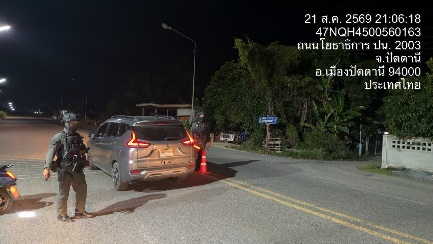 21 ส.ค. 2569 21:06:18
47NQH4500560163
ถนนโยธาธิการ ปน. 2003
จ.ปัตตานี
อ.เมืองปัตตานี 94000
ประเทศไทย